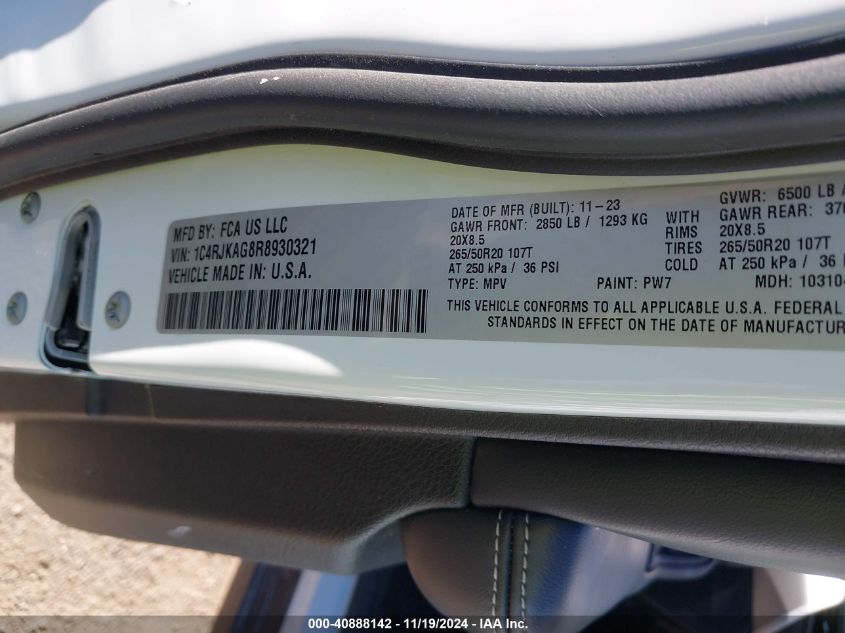 MFD BY: FCA US LLC
VIN: 1C4RJKAG8R8930321
VEHICLE MADE IN: U.S.A.
DATE OF MFR (BUILT): 11-23
GVWR: 6500 LB /
GAWR FRONT: 2850 LB / 1293 KG WITH GAWR REAR: 370
20X8.5 RIMS 20X8.5
265/50R20 107T TIRES 265/50R20 107T
AT 250 kPa / 36 PSI COLD AT 250 kPa / 36 P
TYPE: MPV PAINT: PW7 MDH: 10310
THIS VEHICLE CONFORMS TO ALL APPLICABLE U.S.A. FEDERAL
STANDARDS IN EFFECT ON THE DATE OF MANUFACTUR
000-40888142 - 11/19/2024 - IAA Inc.